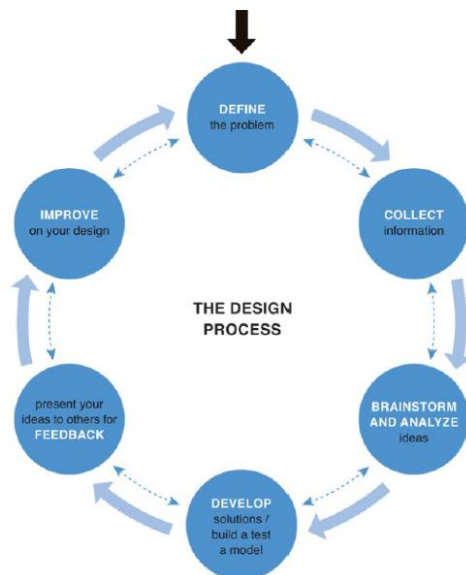 DEFINE
the problem
COLLECT
information
BRAINSTORM
AND ANALYZE
ideas
DEVELOP
solutions /
build a test
a model
present your
ideas to others for
FEEDBACK
IMPROVE
on your design
THE DESIGN
PROCESS